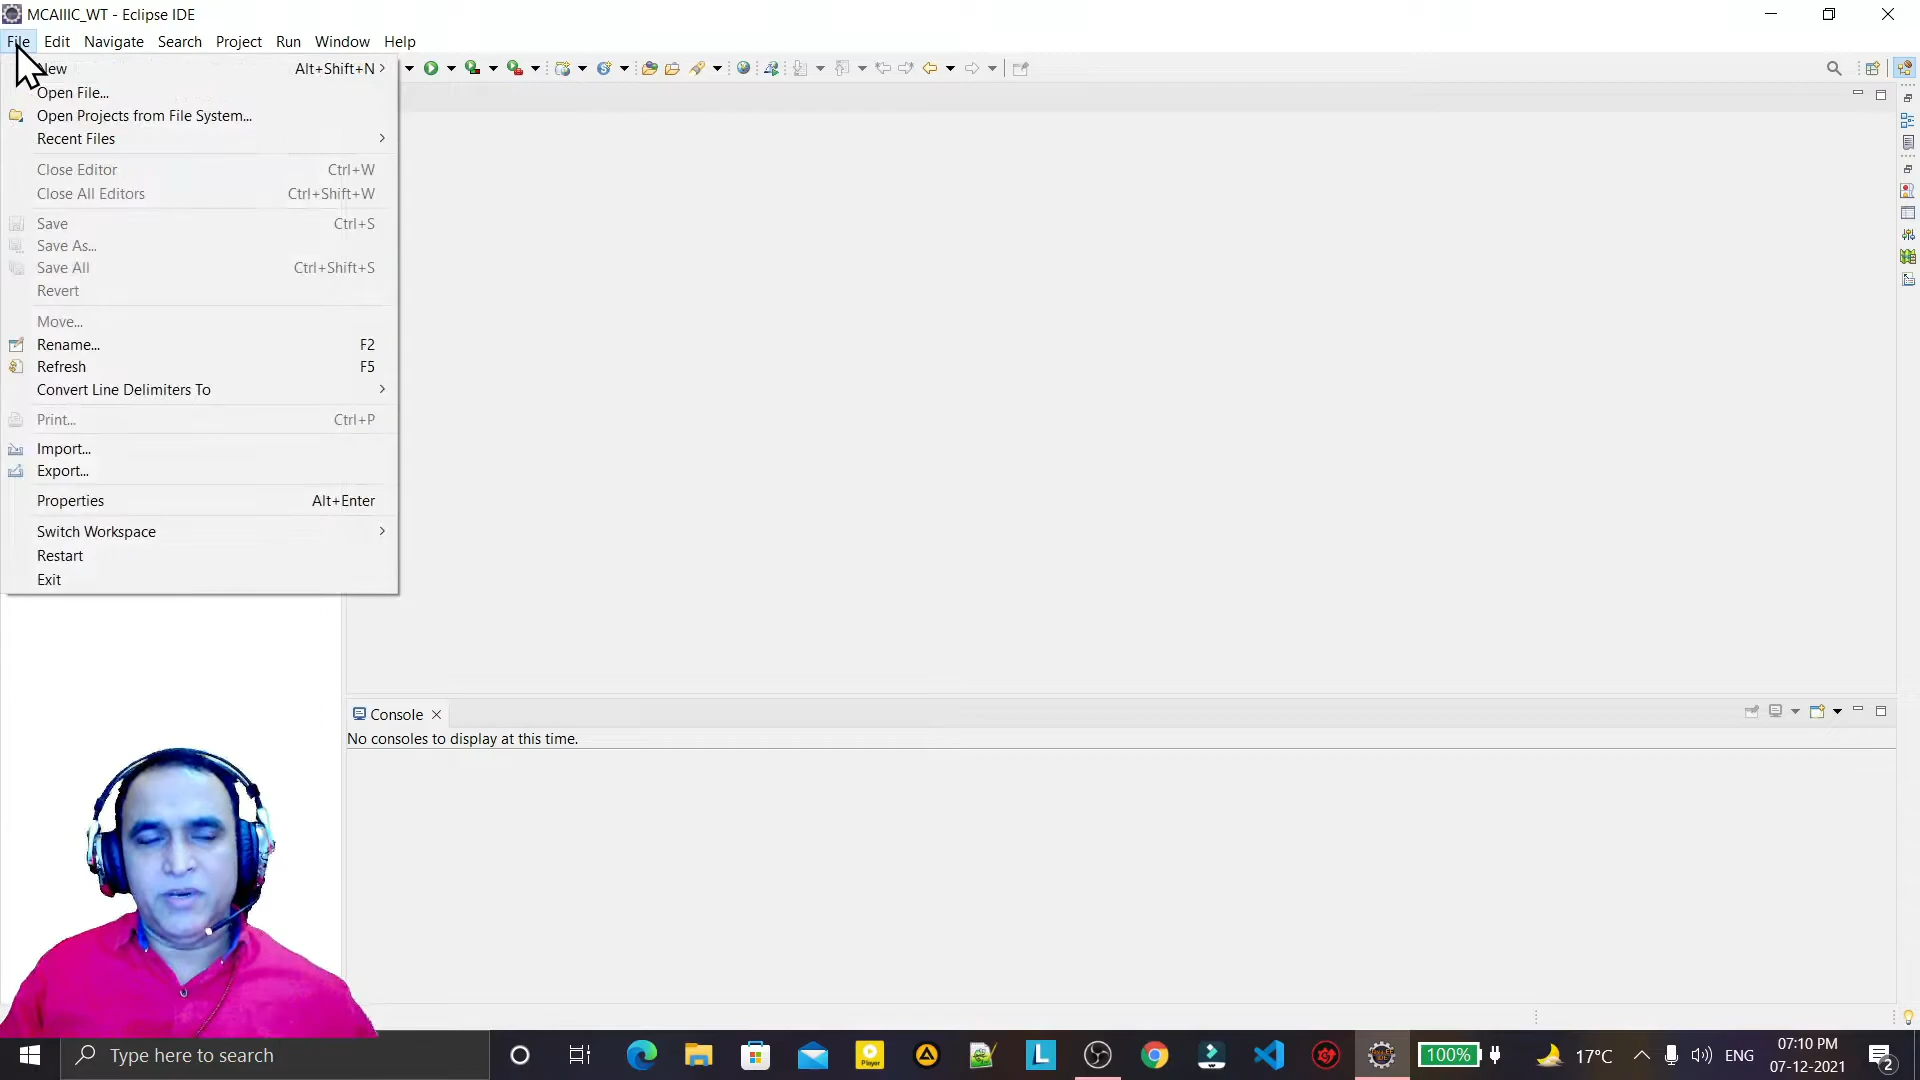 MCAIIIC_WT - Eclipse IDE
File Edit Navigate Search Project Run Window Help
New Alt+Shift+N
Open File...
Open Projects from File System...
Recent Files
Close Editor Ctrl+W
Close All Editors Ctrl+Shift+W
Save Ctrl+S
Save As...
Save All Ctrl+Shift+S
Revert
Move...
Rename... F2
Refresh F5
Convert Line Delimiters To
Print... Ctrl+P
Import...
Export...
Properties Alt+Enter
Switch Workspace
Restart
Exit
Console
No consoles to display at this time.
Type here to search
Player
L
100%
17°C
ENG
07:10 PM
07-12-2021
2